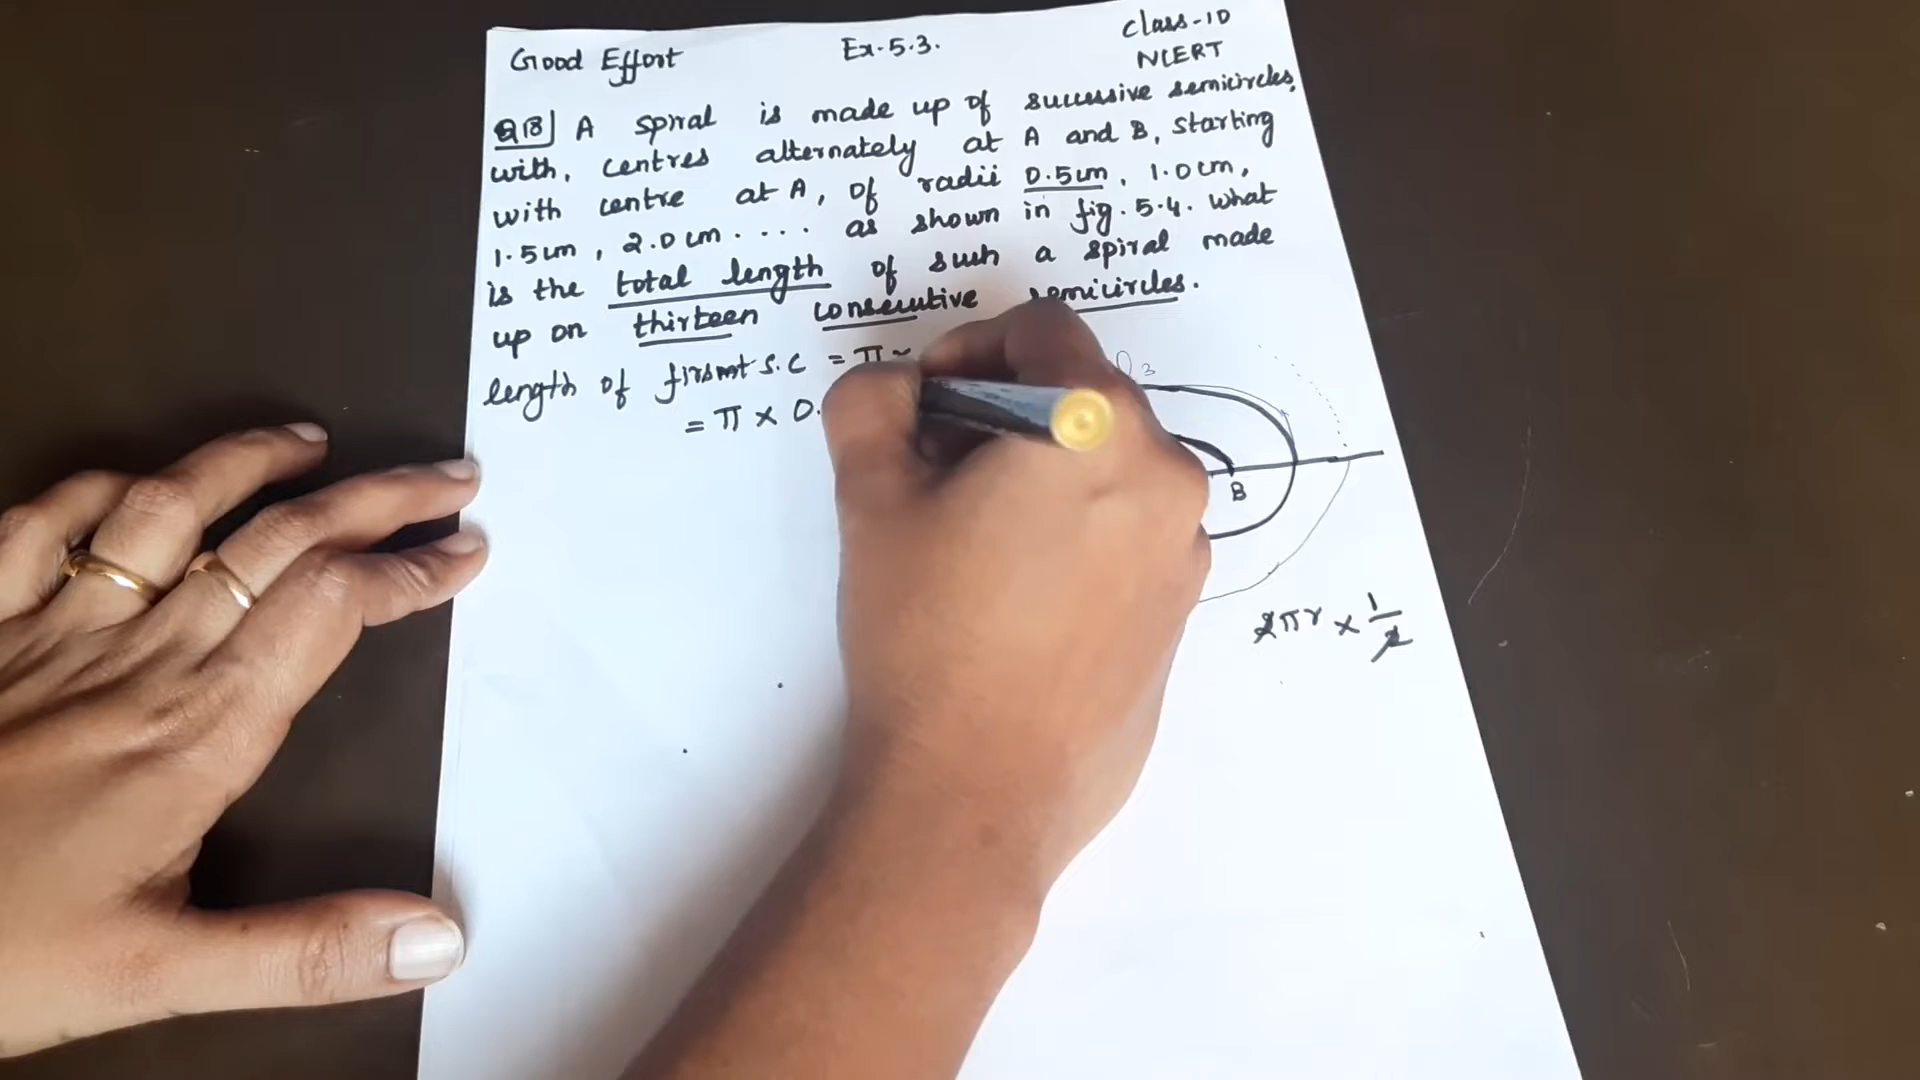 Good Effort
Ex-5.3.
Class-10
NCERT
Q18] A spiral is made up of successive semicircles,
with, centres alternately at A and B, starting
with centre at A, of radii 0.5cm, 1.0cm,
1.5cm, 2.0cm.... as shown in fig. 5.4. What
is the total length of such a spiral made
up on thirteen consecutive semicircles.
length of first S.C = π
= π × 0.
3
B
2πr × 1/2